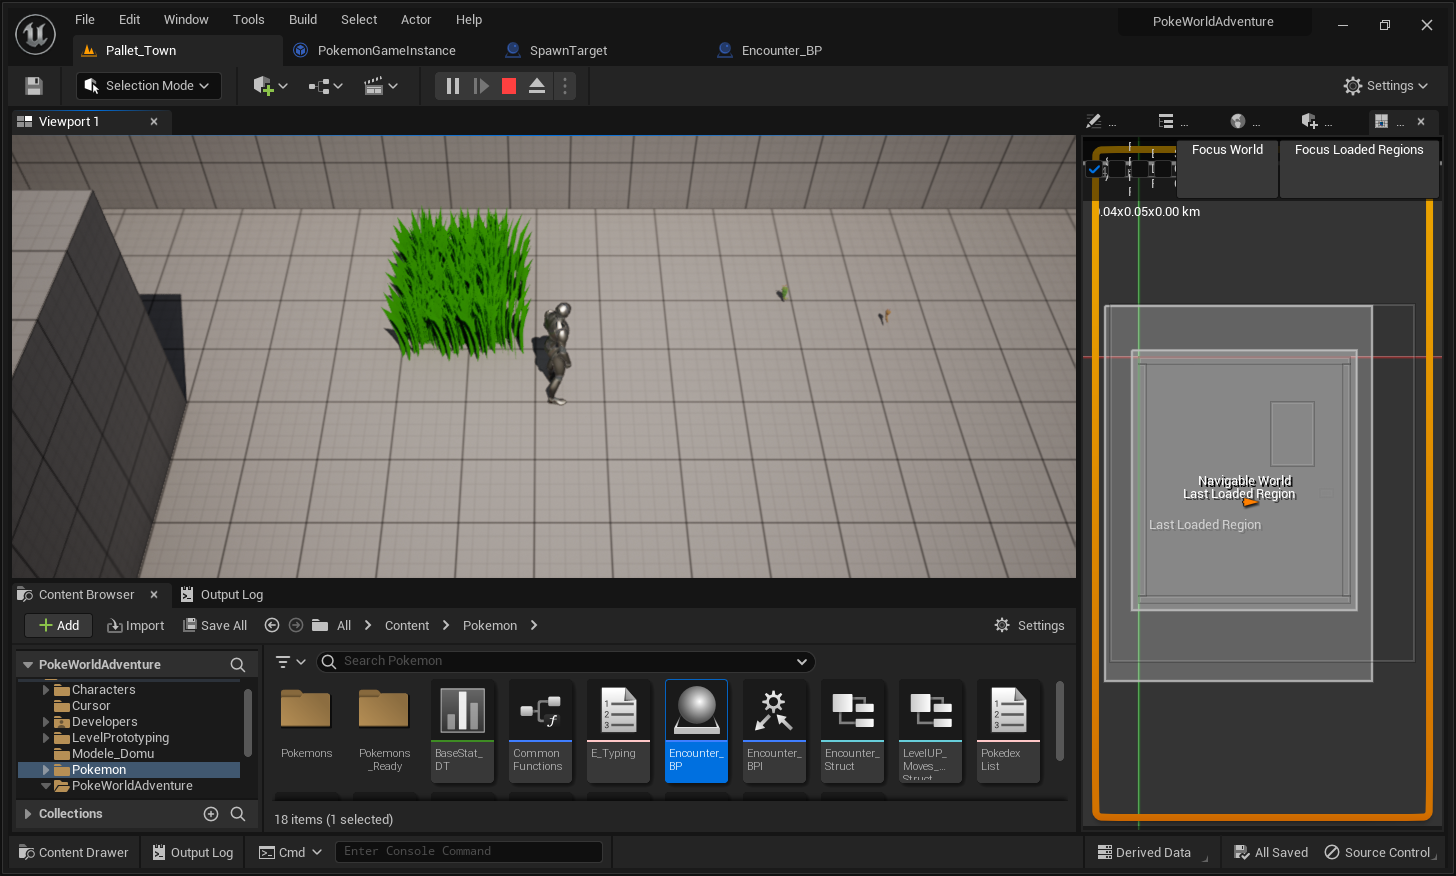 File Edit Window Tools Build Select Actor Help
PokeWorldAdventure
Pallet_Town PokemonGameInstance SpawnTarget Encounter_BP
Selection Mode
Settings
Viewport 1
... ... ... ... ...
Focus World Focus Loaded Regions
.04x0.05x0.00 km
Navigable World
Last Loaded Region
Last Loaded Region
Content Browser Output Log
Add Import Save All All Content Pokemon Settings
PokeWorldAdventure
Search Pokemon
Characters
Cursor
Developers
LevelPrototyping
Modele_Domu
Pokemon
PokeWorldAdventure
Collections
Pokemons
Pokemons
_Ready
BaseStat_
DT
Common
Functions
E_Typing
Encounter_
BP
Encounter_
BPI
Encounter_
Struct
LevelUP_
Moves_...
Struct
Pokedex
List
18 items (1 selected)
Content Drawer Output Log Cmd Enter Console Command Derived Data All Saved Source Control